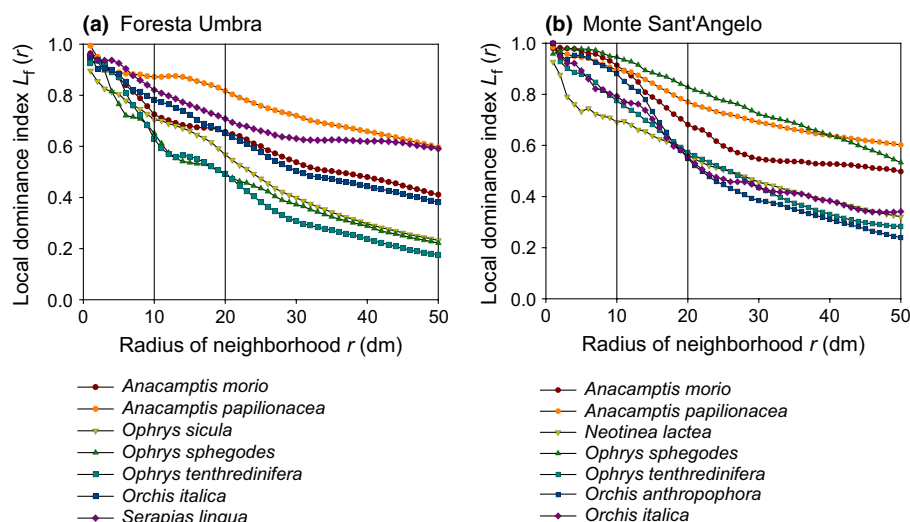 (a) Foresta Umbra
Local dominance index Lf (r)
1.0
0.8
0.6
0.4
0.2
0.0
0 10 20 30 40 50
Radius of neighborhood r (dm)
Anacamptis morio
Anacamptis papilionacea
Ophrys sicula
Ophrys sphegodes
Ophrys tenthredinifera
Orchis italica
Serapias lingua
(b) Monte Sant'Angelo
Local dominance index Lf (r)
1.0
0.8
0.6
0.4
0.2
0.0
0 10 20 30 40 50
Radius of neighborhood r (dm)
Anacamptis morio
Anacamptis papilionacea
Neotinea lactea
Ophrys sphegodes
Ophrys tenthredinifera
Orchis anthropophora
Orchis italica